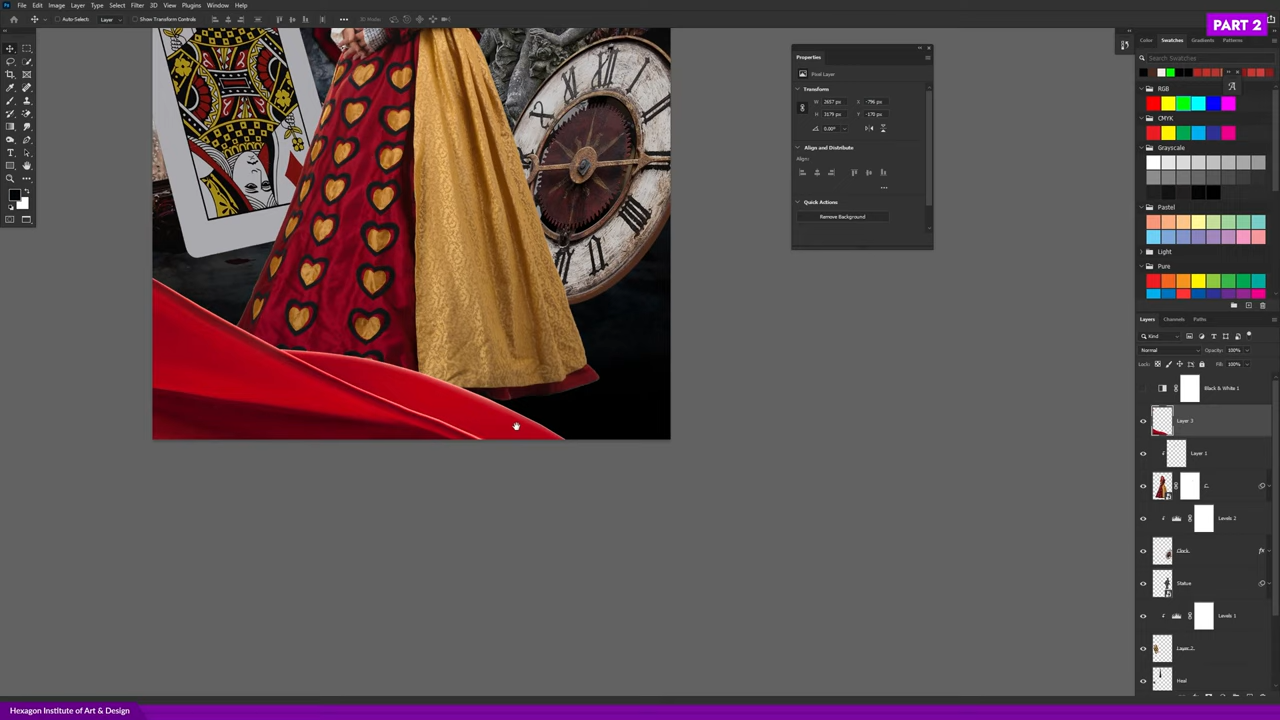 File Edit Image Layer Type Select Filter 3D View Plugins Window Help
PART 2
Auto-Select: Layer Show Transform Controls 3D Mode:
Color Swatches Gradients Patterns
Search Swatches
RGB
CMYK
Grayscale
Pastel
Light
Pure
Properties
Pixel Layer
Transform
W 2657 px X -796 px
H 3179 px Y -170 px
0.00°
Align and Distribute
Align:
Quick Actions
Remove Background
Layers Channels Paths
Kind
Normal Opacity: 100%
Lock: Fill: 100%
Black & White 1
Layer 3
Layer 1
Levels 2
Clock
fx
Statue
Levels 1
Layer 2
Heal
Hexagon Institute of Art & Design